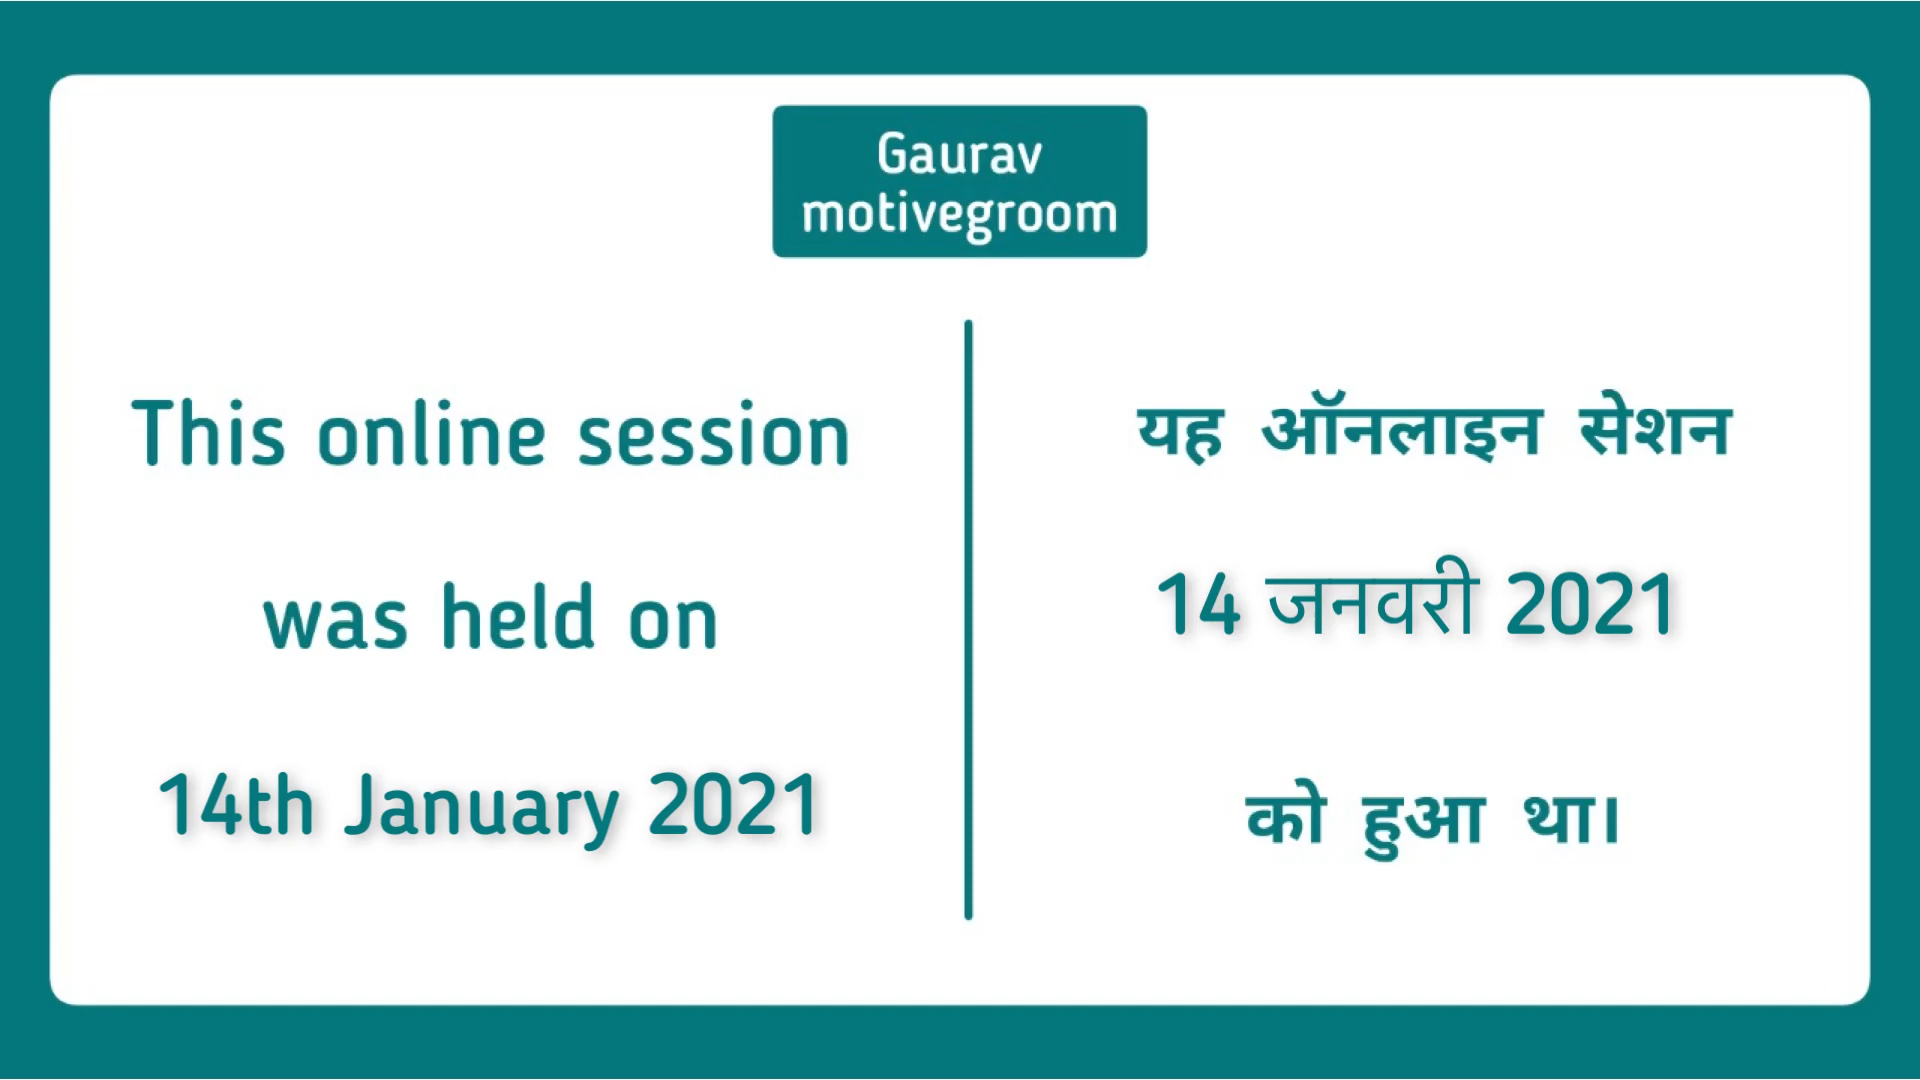 Gaurav
motivegroom
This online session
was held on
14th January 2021
यह ऑनलाइन सेशन
14 जनवरी 2021
को हुआ था।